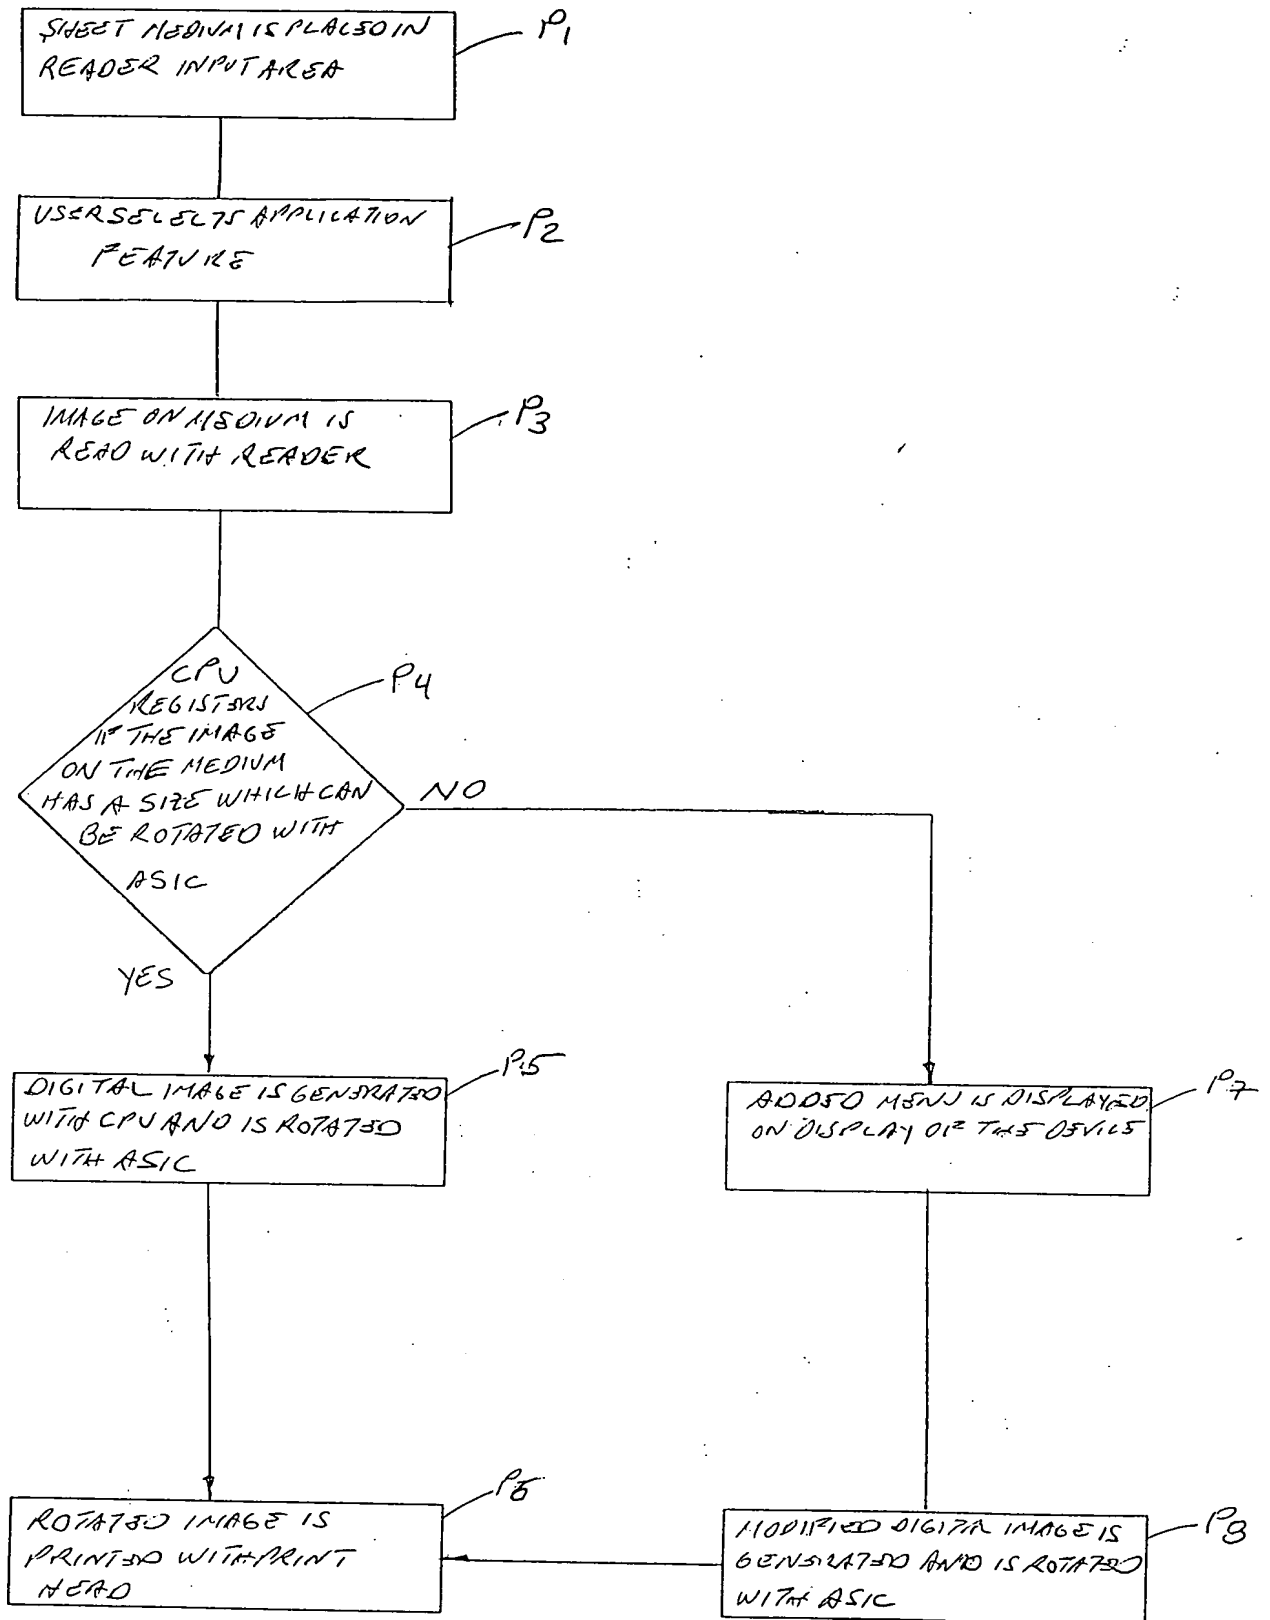 SHEET MEDIUM IS PLACED IN
READER INPUT AREA
P1
USER SELECTS APPLICATION
FEATURE
P2
IMAGE ON MEDIUM IS
READ WITH READER
P3
CPU
REGISTERS
IF THE IMAGE
ON THE MEDIUM
HAS A SIZE WHICH CAN
BE ROTATED WITH
ASIC
P4
NO
YES
DIGITAL IMAGE IS GENERATED
WITH CPU AND IS ROTATED
WITH ASIC
P5
ADDED MENU IS DISPLAYED
ON DISPLAY OF THE DEVICE
P7
ROTATED IMAGE IS
PRINTED WITH PRINT
HEAD
P6
MODIFIED DIGITAL IMAGE IS
GENERATED AND IS ROTATED
WITH ASIC
P8